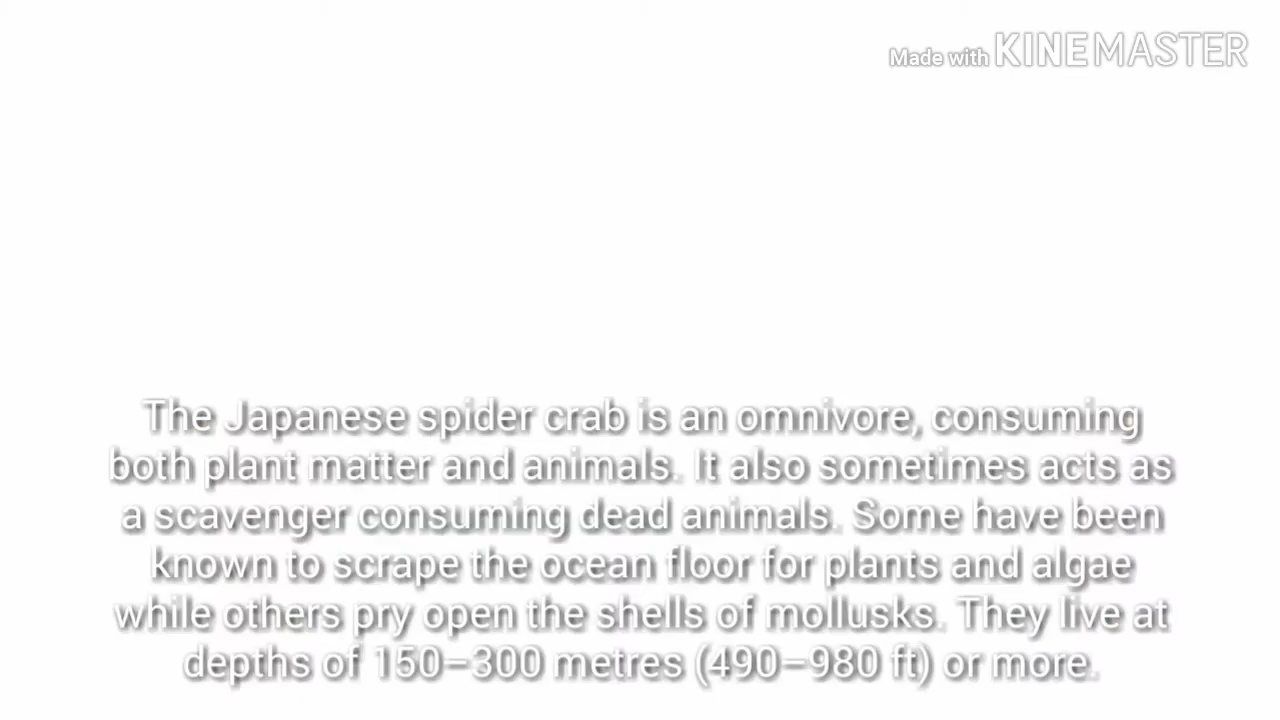 Made with KINEMASTER
The Japanese spider crab is an omnivore, consuming
both plant matter and animals. It also sometimes acts as
a scavenger consuming dead animals. Some have been
known to scrape the ocean floor for plants and algae
while others pry open the shells of mollusks. They live at
depths of 150–300 metres (490–980 ft) or more.